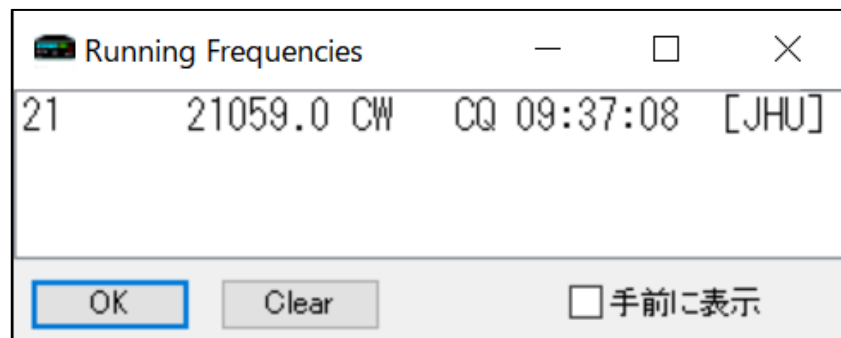 Running Frequencies
21 21059.0 CW CQ 09:37:08 [JHU]
OK Clear 手前に表示